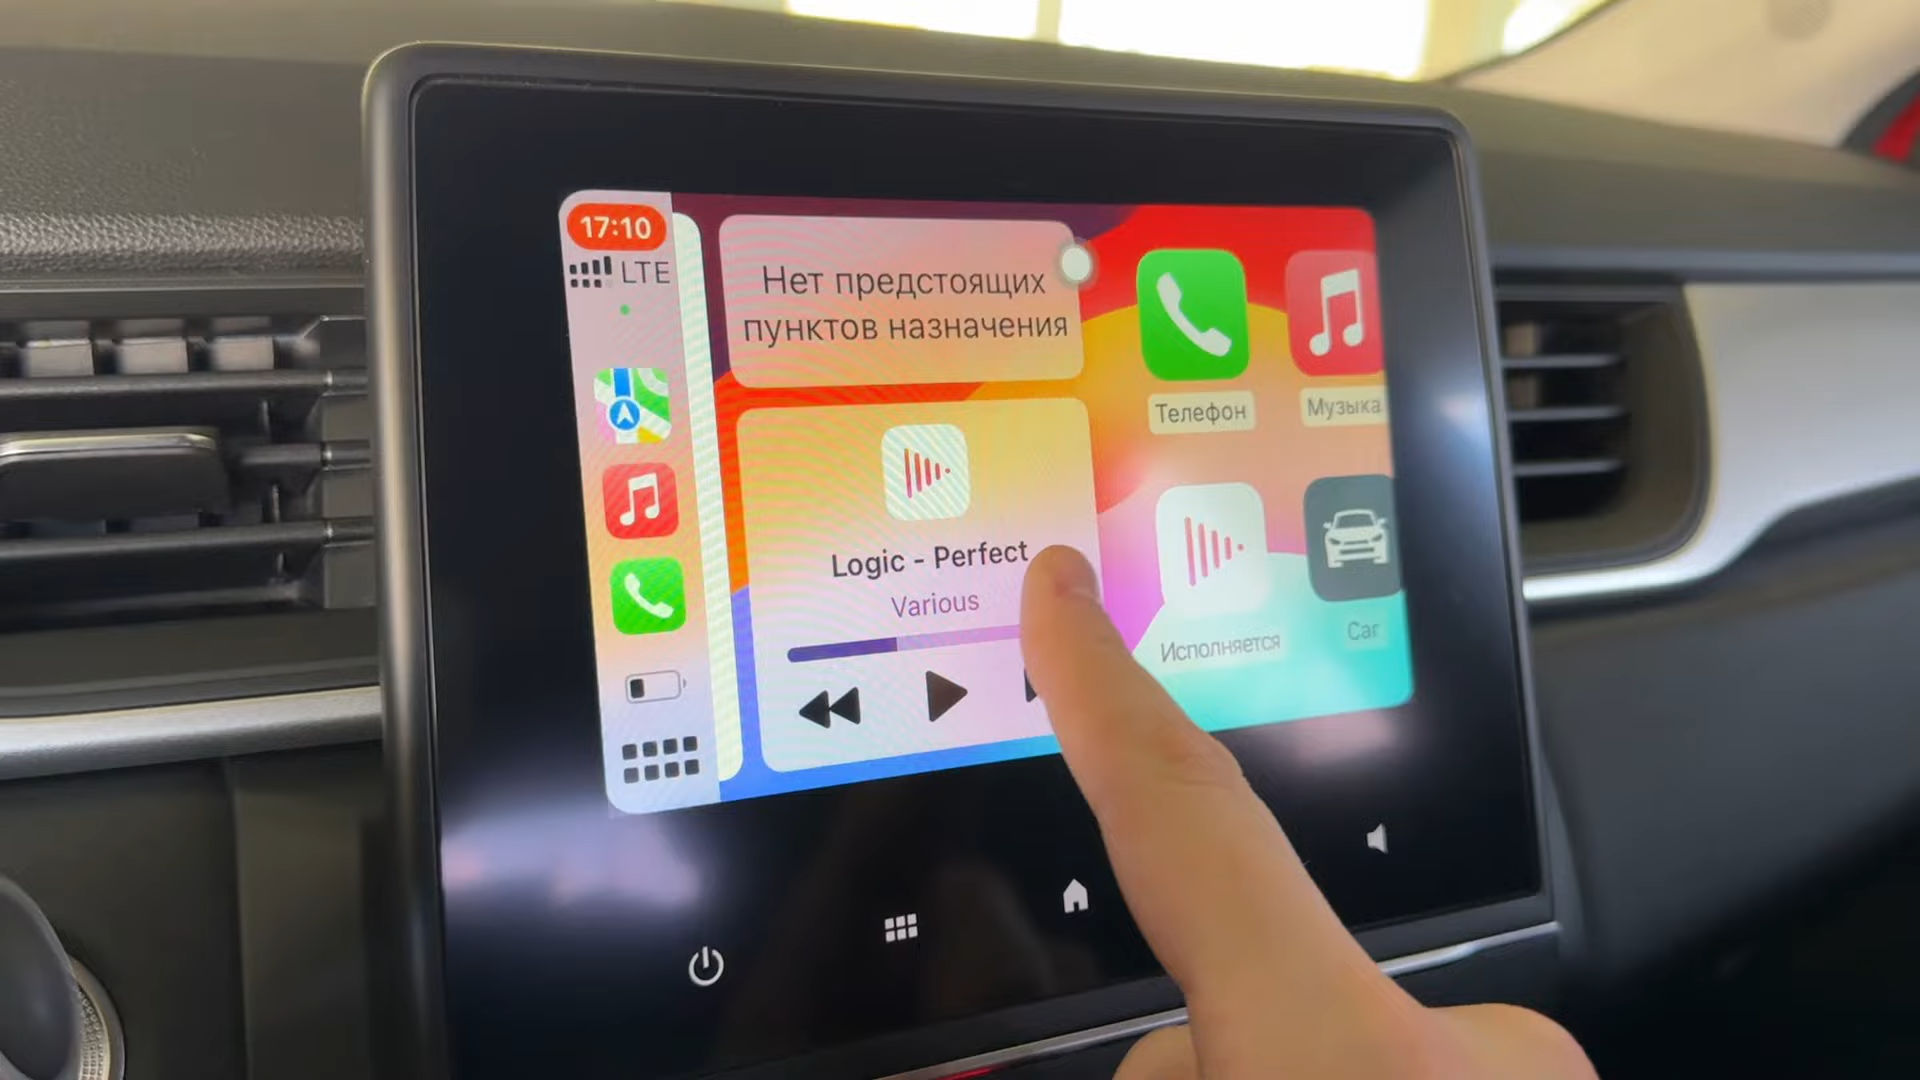 17:10
LTE
Нет предстоящих
пунктов назначения
Телефон
Музыка
Logic - Perfect
Various
Исполняется
Car